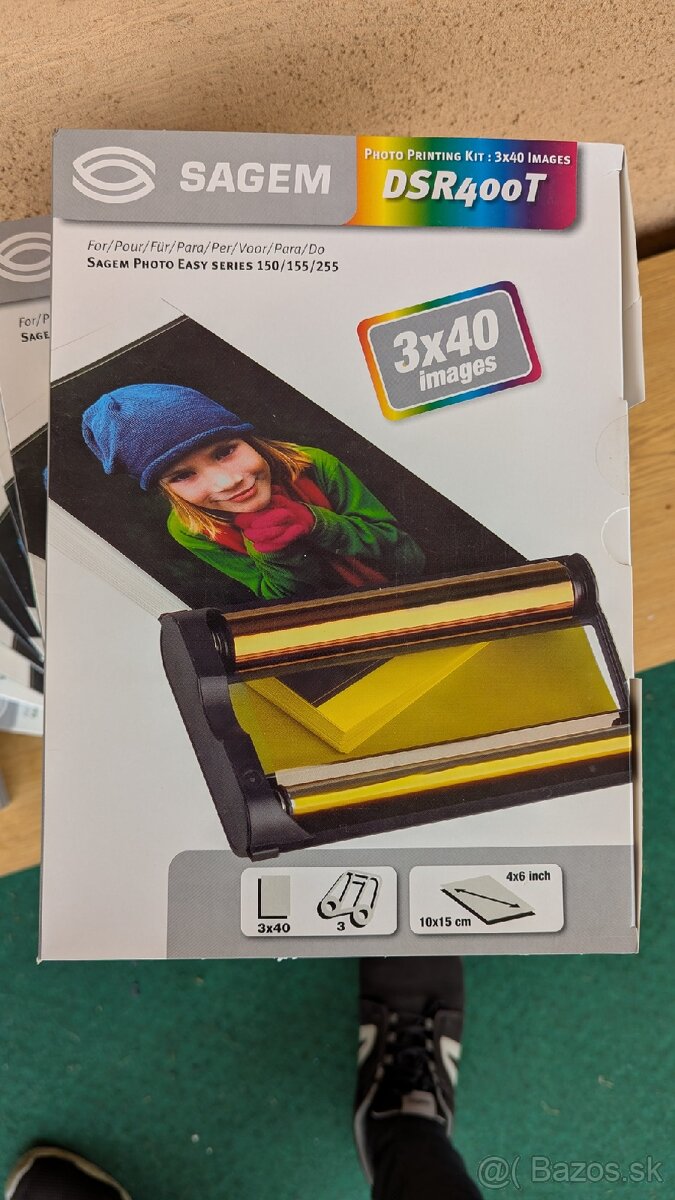 SAGEM
PHOTO PRINTING KIT : 3X40 IMAGES
DSR400T
For/Pour/Für/Para/Per/Voor/Para/Do
SAGEM PHOTO EASY SERIES 150/155/255
3x40
images
For/P
SAGE
3x40
3
4x6 inch
10x15 cm
@( Bazos.sk